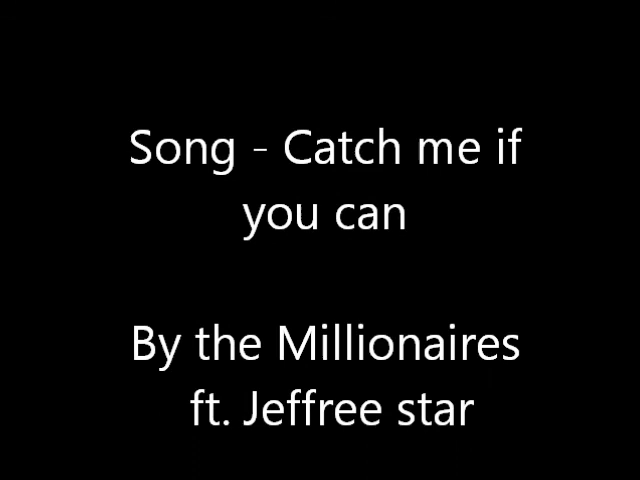 Song - Catch me if
you can
By the Millionaires
ft. Jeffree star